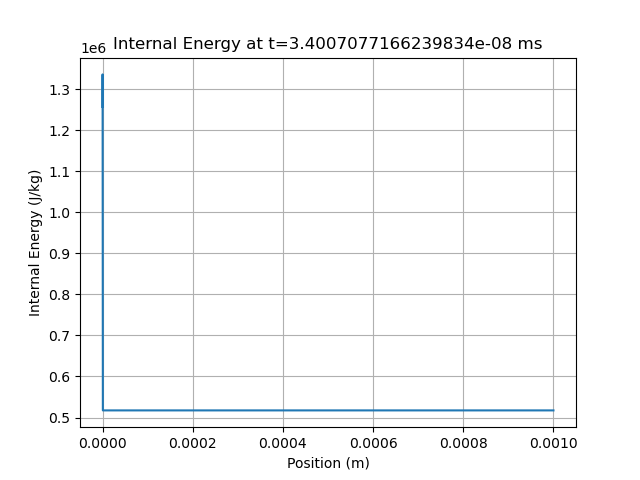 1e6
Internal Energy at t=3.4007077166239834e-08 ms
1.3
1.2
1.1
1.0
0.9
0.8
0.7
0.6
0.5
Internal Energy (J/kg)
0.0000 0.0002 0.0004 0.0006 0.0008 0.0010
Position (m)